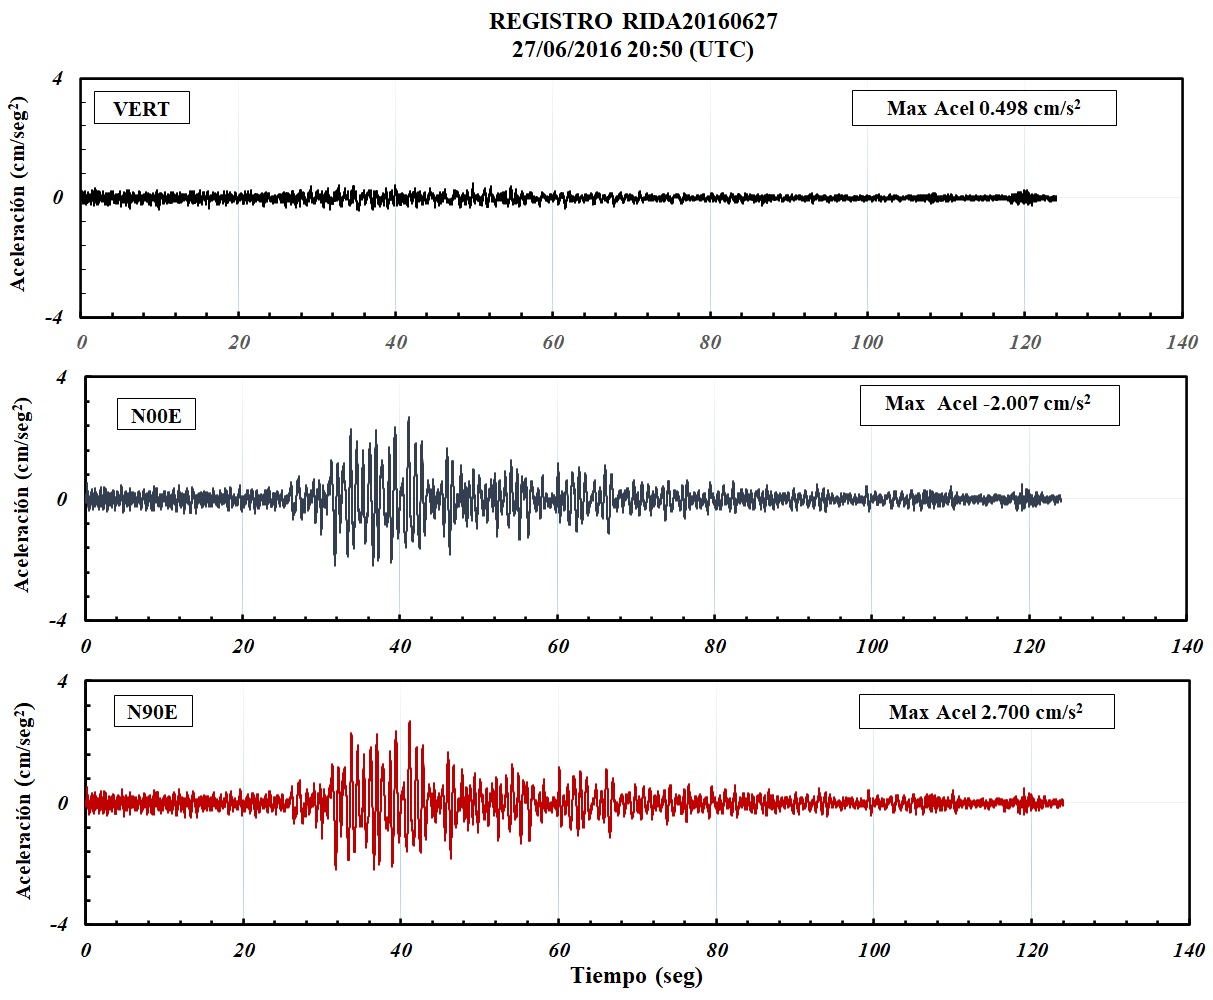 REGISTRO RIDA20160627
27/06/2016 20:50 (UTC)
4
VERT
Max Acel 0.498 cm/s²
Aceleración (cm/seg²)
0
-4
0 20 40 60 80 100 120 140
4
N00E
Max Acel -2.007 cm/s²
Aceleración (cm/seg²)
0
-4
0 20 40 60 80 100 120 140
4
N90E
Max Acel 2.700 cm/s²
Aceleración (cm/seg²)
0
-4
0 20 40 60 80 100 120 140
Tiempo (seg)